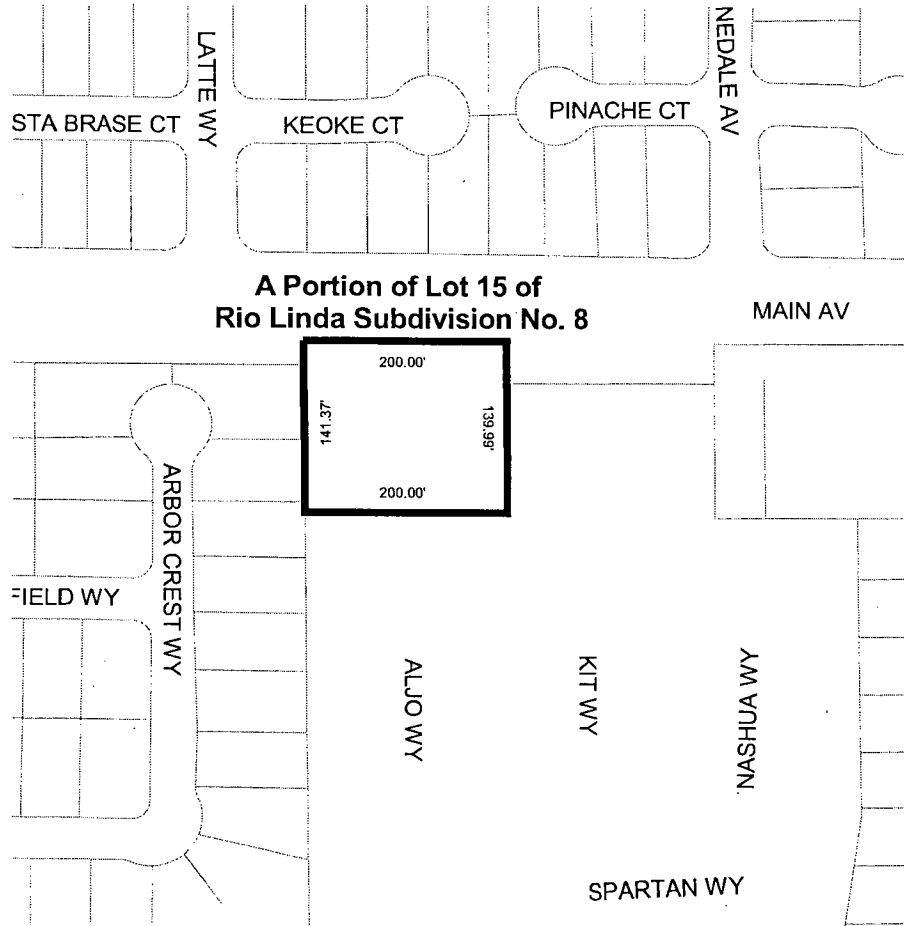 LATTE WY
NEDALE AV
STA BRASE CT
KEOKE CT
PINACHE CT
A Portion of Lot 15 of
Rio Linda Subdivision No. 8
MAIN AV
200.00'
141.37'
139.99'
200.00'
ARBOR CREST WY
FIELD WY
ALJO WY
KIT WY
NASHUA WY
SPARTAN WY